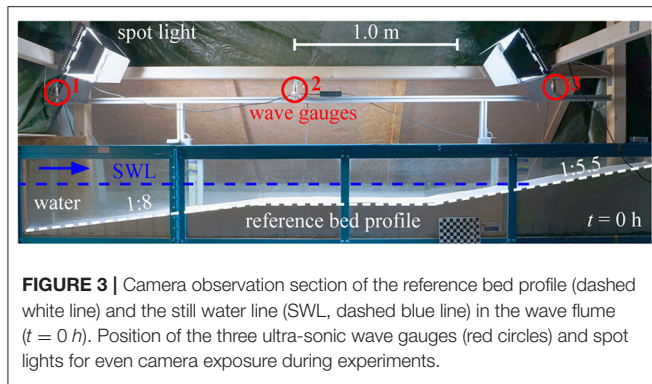 spot light
1.0 m
1
2
3
wave gauges
SWL
1:5.5
water
1:8
reference bed profile
t = 0 h
FIGURE 3 | Camera observation section of the reference bed profile (dashed
white line) and the still water line (SWL, dashed blue line) in the wave flume
(t = 0 h). Position of the three ultra-sonic wave gauges (red circles) and spot
lights for even camera exposure during experiments.